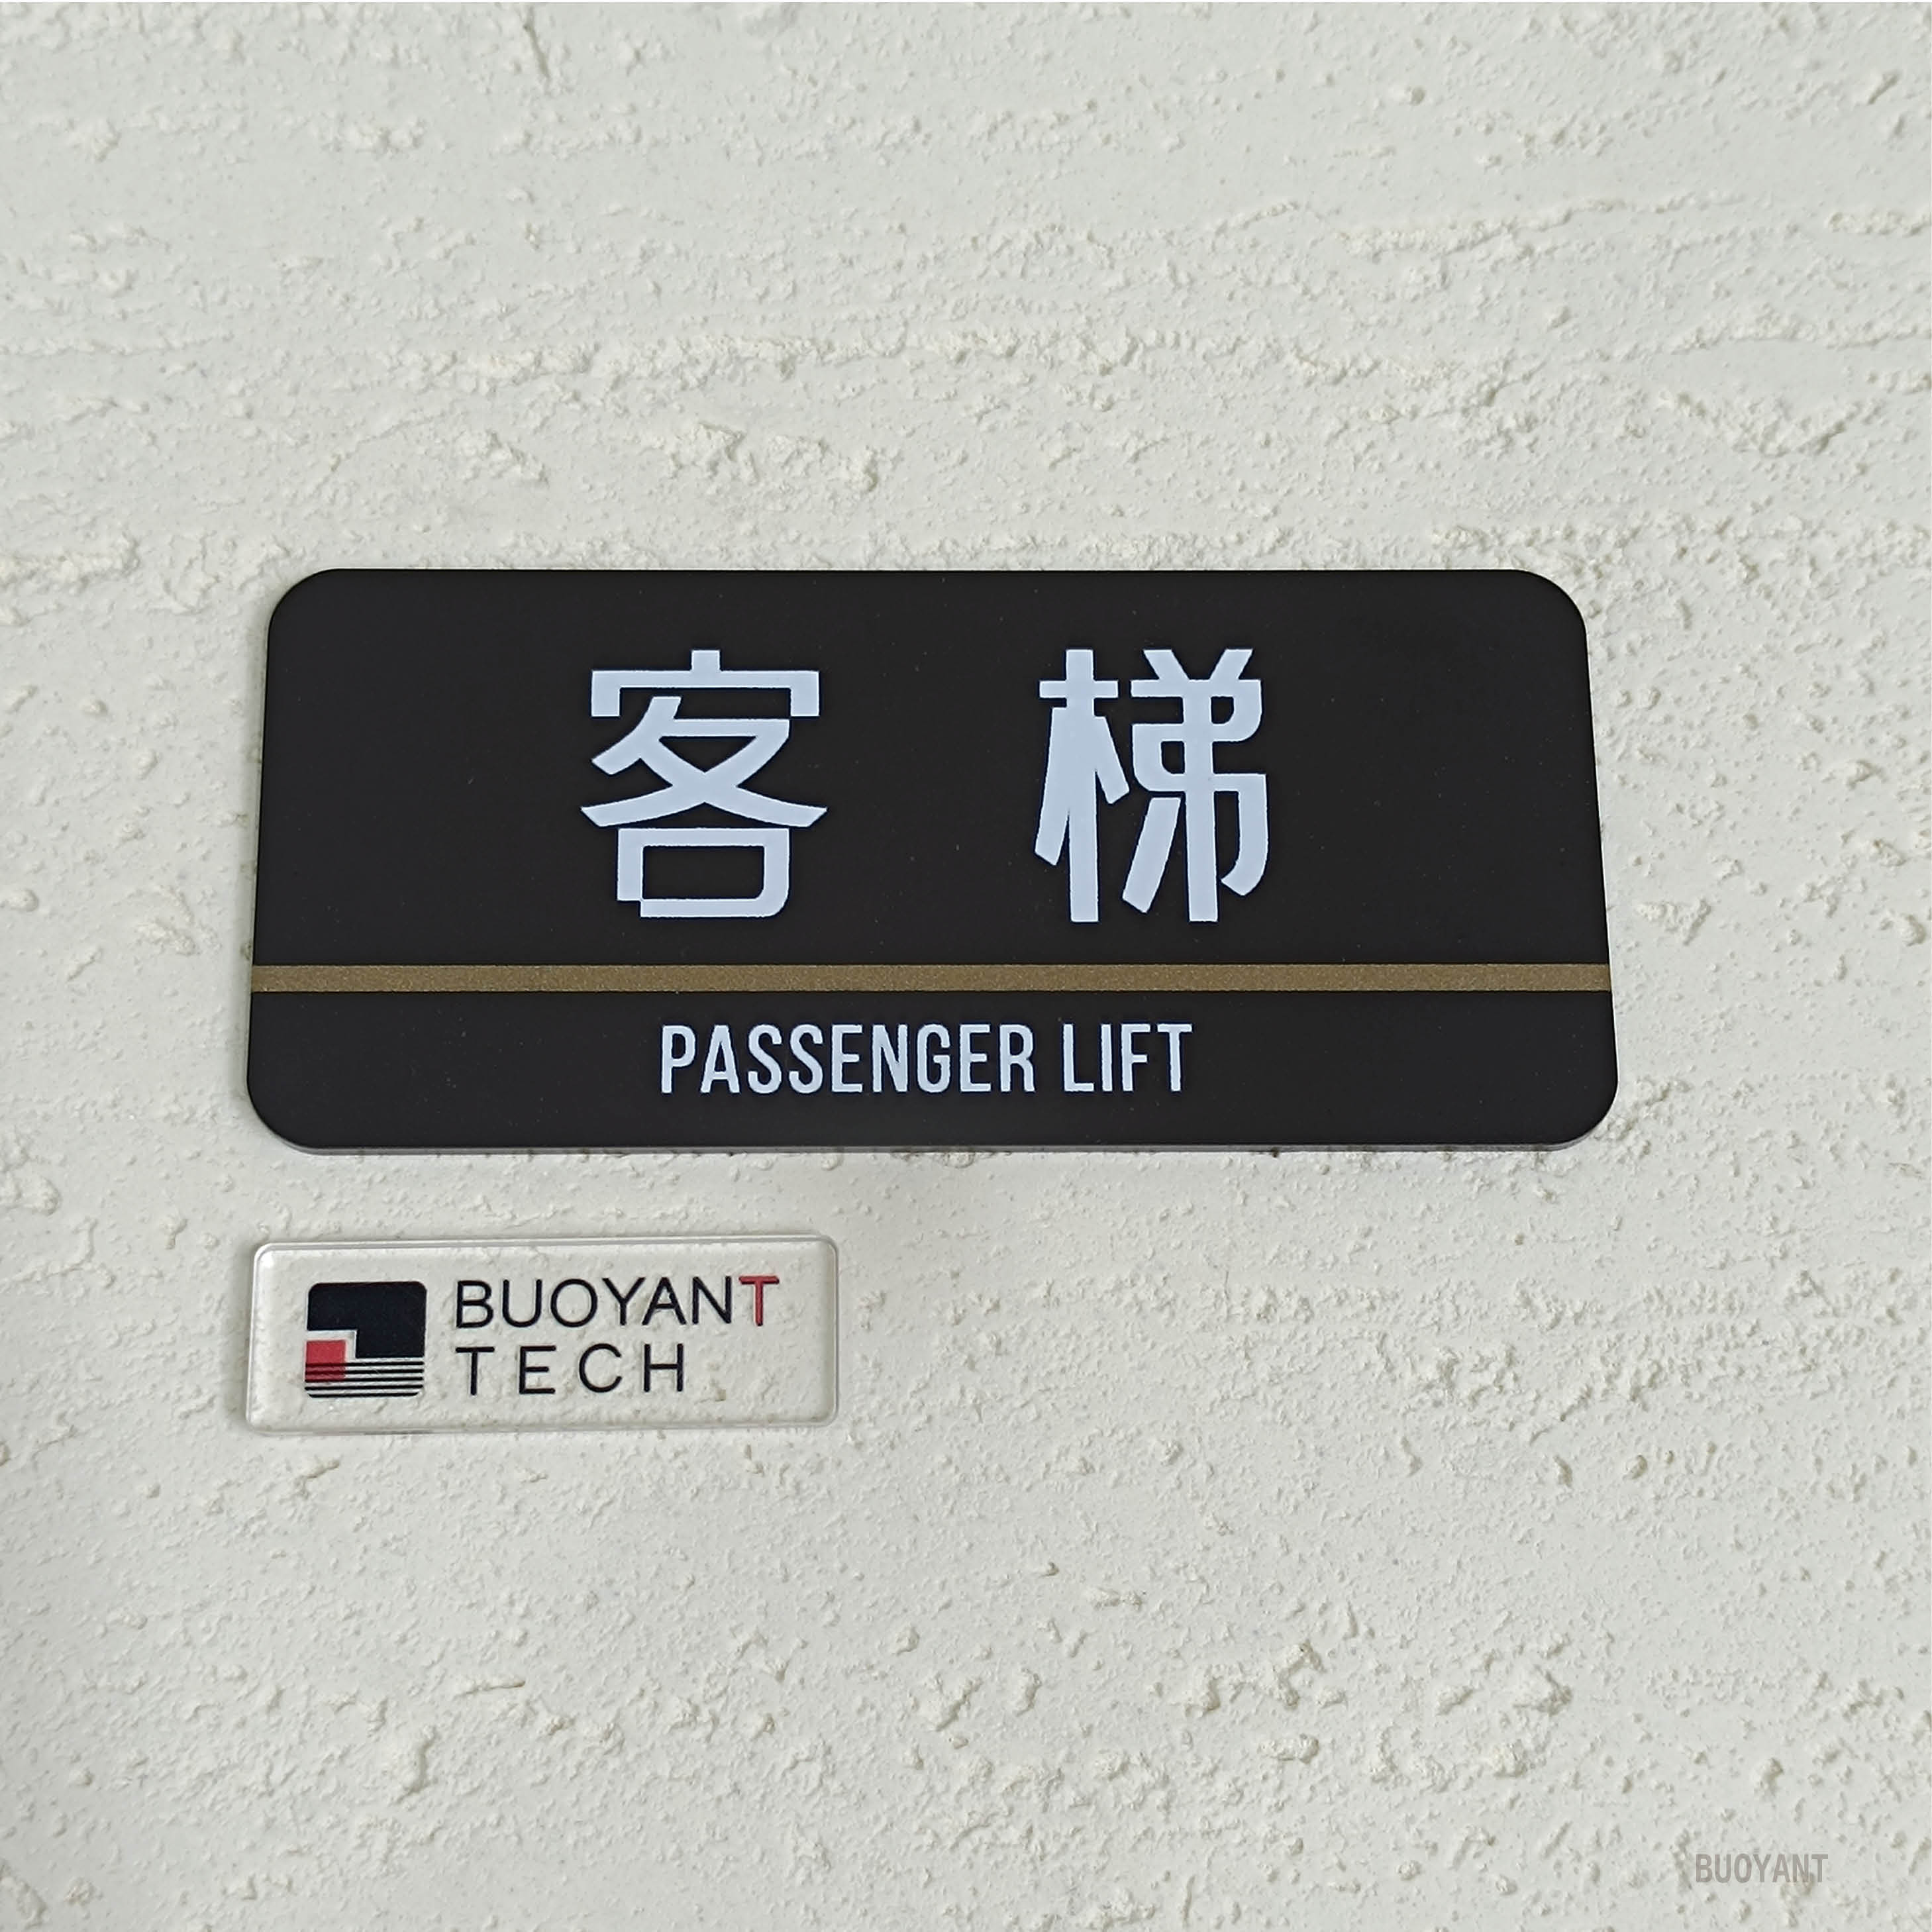 客 梯
PASSENGER LIFT
BUOYANT
TECH
BUOYANT